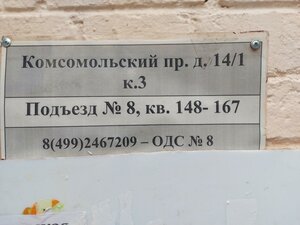 Комсомольский пр. д. 14/1
к.3
Подъезд № 8, кв. 148- 167
8(499)2467209 – ОДС № 8